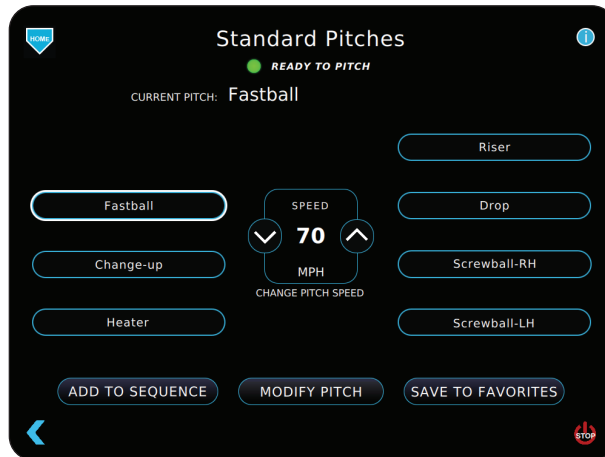 HOME
Standard Pitches
i
READY TO PITCH
CURRENT PITCH: Fastball
Riser
Fastball
SPEED
Drop
70
Change-up
MPH
Screwball-RH
CHANGE PITCH SPEED
Heater
Screwball-LH
ADD TO SEQUENCE
MODIFY PITCH
SAVE TO FAVORITES
STOP